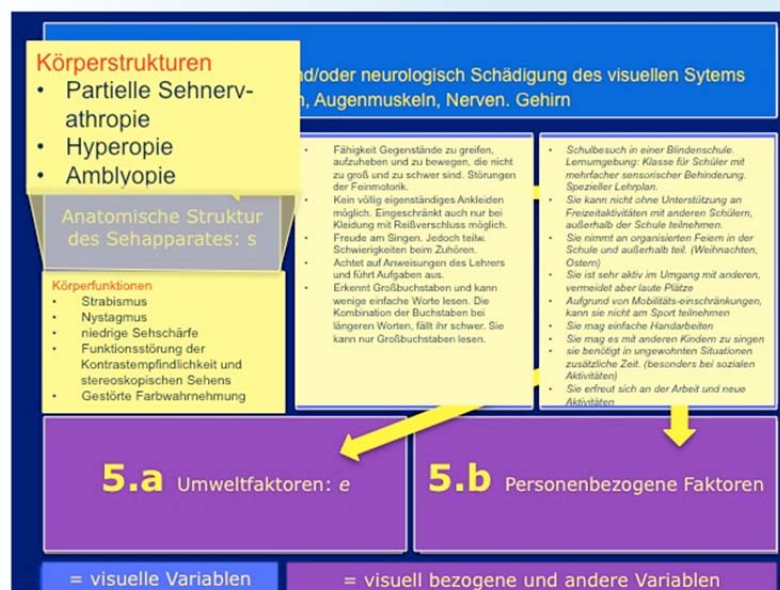 Körperstrukturen
• Partielle Sehnerv-
athropie
• Hyperopie
• Amblyopie
nd/oder neurologisch Schädigung des visuellen Sytems
n, Augenmuskeln, Nerven. Gehirn
Anatomische Struktur
des Sehapparates: s
Körperfunktionen
• Strabismus
• Nystagmus
• niedrige Sehschärfe
• Funktionsstörung der
Kontrastempfindlichkeit und
stereoskopischen Sehens
• Gestörte Farbwahrnehmung
• Fähigkeit Gegenstände zu greifen,
aufzuheben und zu bewegen, die nicht
zu groß und zu schwer sind. Störungen
der Feinmotorik.
• Kein völlig eigenständiges Ankleiden
möglich. Eingeschränkt auch nur bei
Kleidung mit Reißverschluss möglich.
• Freude am Singen. Jedoch teilw.
Schwierigkeiten beim Zuhören.
• Achtet auf Anweisungen des Lehrers
und führt Aufgaben aus.
• Erkennt Großbuchstaben und kann
wenige einfache Worte lesen. Die
Kombination der Buchstaben bei
längeren Worten, fällt ihr schwer. Sie
kann nur Großbuchstaben lesen.
• Schulbesuch in einer Blindenschule.
Lernumgebung: Klasse für Schüler mit
mehrfacher sensorischer Behinderung.
Spezieller Lehrplan.
• Sie kann nicht ohne Unterstützung an
Freizeitaktivitäten mit anderen Schülern,
außerhalb der Schule teilnehmen.
• Sie nimmt an organisierten Feiern in der
Schule und außerhalb teil. (Weihnachten,
Ostern)
• Sie ist sehr aktiv im Umgang mit anderen,
vermeidet aber laute Plätze
• Aufgrund von Mobilitäts-einschränkungen,
kann sie nicht am Sport teilnehmen
• Sie mag einfache Handarbeiten
• Sie mag es mit anderen Kindern zu singen
• sie benötigt in ungewohnten Situationen
zusätzliche Zeit. (besonders bei sozialen
Aktivitäten)
• Sie erfreut sich an der Arbeit und neue
Aktivitäten
5.a Umweltfaktoren: e
5.b Personenbezogene Faktoren
= visuelle Variablen
= visuell bezogene und andere Variablen